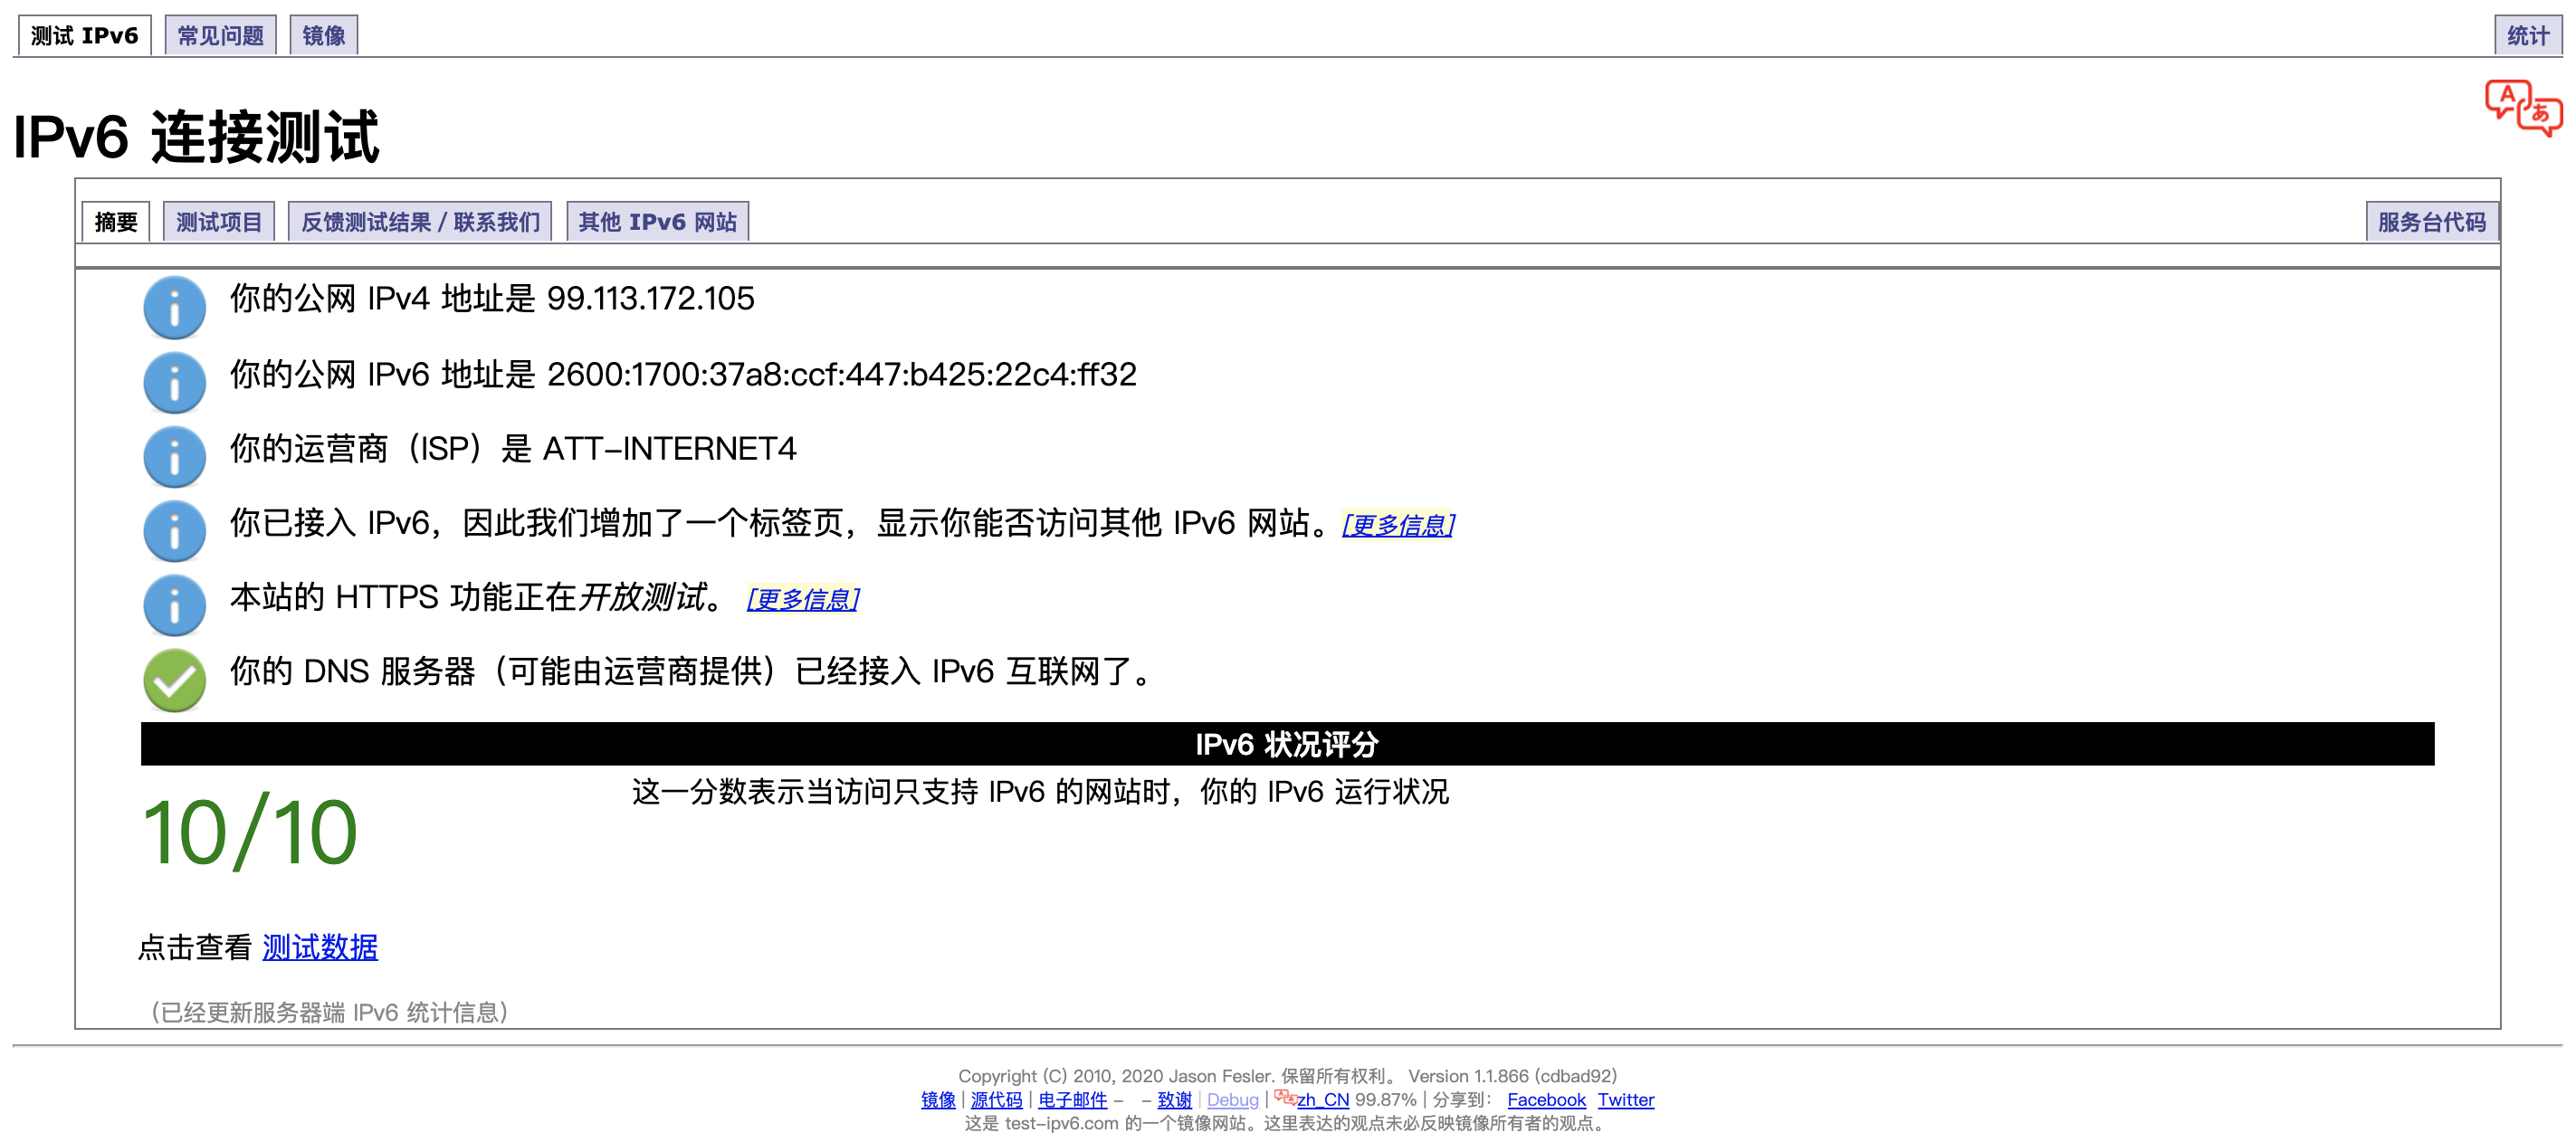 测试 IPv6 常见问题 镜像 统计
IPv6 连接测试
摘要 测试项目 反馈测试结果 / 联系我们 其他 IPv6 网站 服务台代码
你的公网 IPv4 地址是 99.113.172.105
你的公网 IPv6 地址是 2600:1700:37a8:ccf:447:b425:22c4:ff32
你的运营商（ISP）是 ATT-INTERNET4
你已接入 IPv6，因此我们增加了一个标签页，显示你能否访问其他 IPv6 网站。[更多信息]
本站的 HTTPS 功能正在开放测试。 [更多信息]
你的 DNS 服务器（可能由运营商提供）已经接入 IPv6 互联网了。
IPv6 状况评分
10/10 这一分数表示当访问只支持 IPv6 的网站时，你的 IPv6 运行状况
点击查看 测试数据
（已经更新服务器端 IPv6 统计信息）
Copyright (C) 2010, 2020 Jason Fesler. 保留所有权利。 Version 1.1.866 (cdbad92)
镜像 | 源代码 | 电子邮件 - - 致谢 | Debug | zh_CN 99.87% | 分享到： Facebook Twitter
这是 test-ipv6.com 的一个镜像网站。这里表达的观点未必反映镜像所有者的观点。